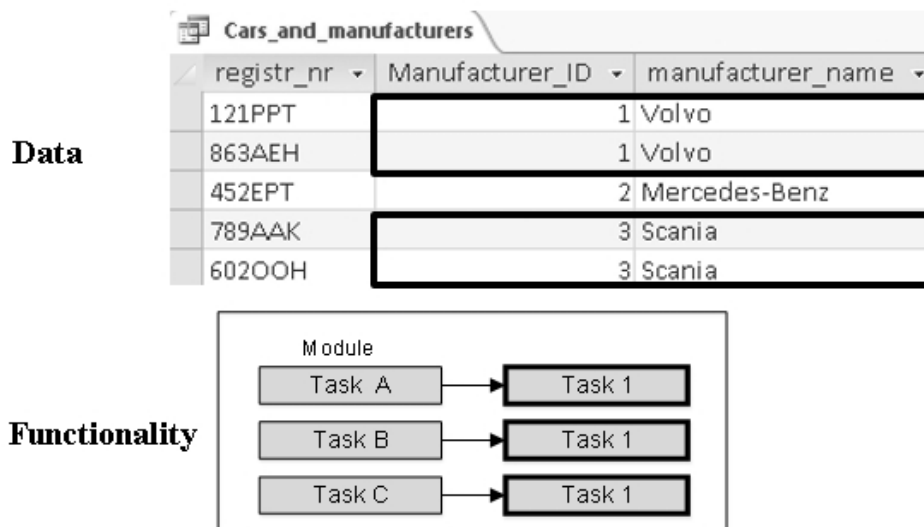 Cars_and_manufacturers
registr_nr Manufacturer_ID manufacturer_name
121PPT 1 Volvo
Data
863AEH 1 Volvo
452EPT 2 Mercedes-Benz
789AAK 3 Scania
602OOH 3 Scania
Module
Task A Task 1
Functionality
Task B Task 1
Task C Task 1